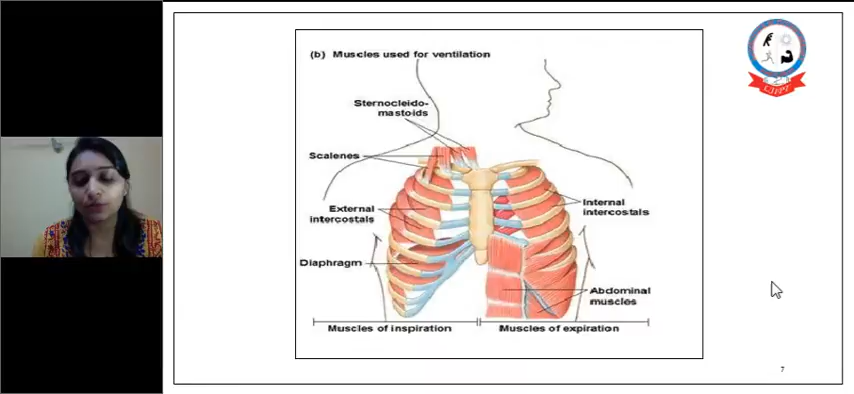 (b) Muscles used for ventilation
Sternocleido-
mastoids
Scalenes
External
intercostals
Diaphragm
Internal
intercostals
Abdominal
muscles
Muscles of inspiration
Muscles of expiration
7